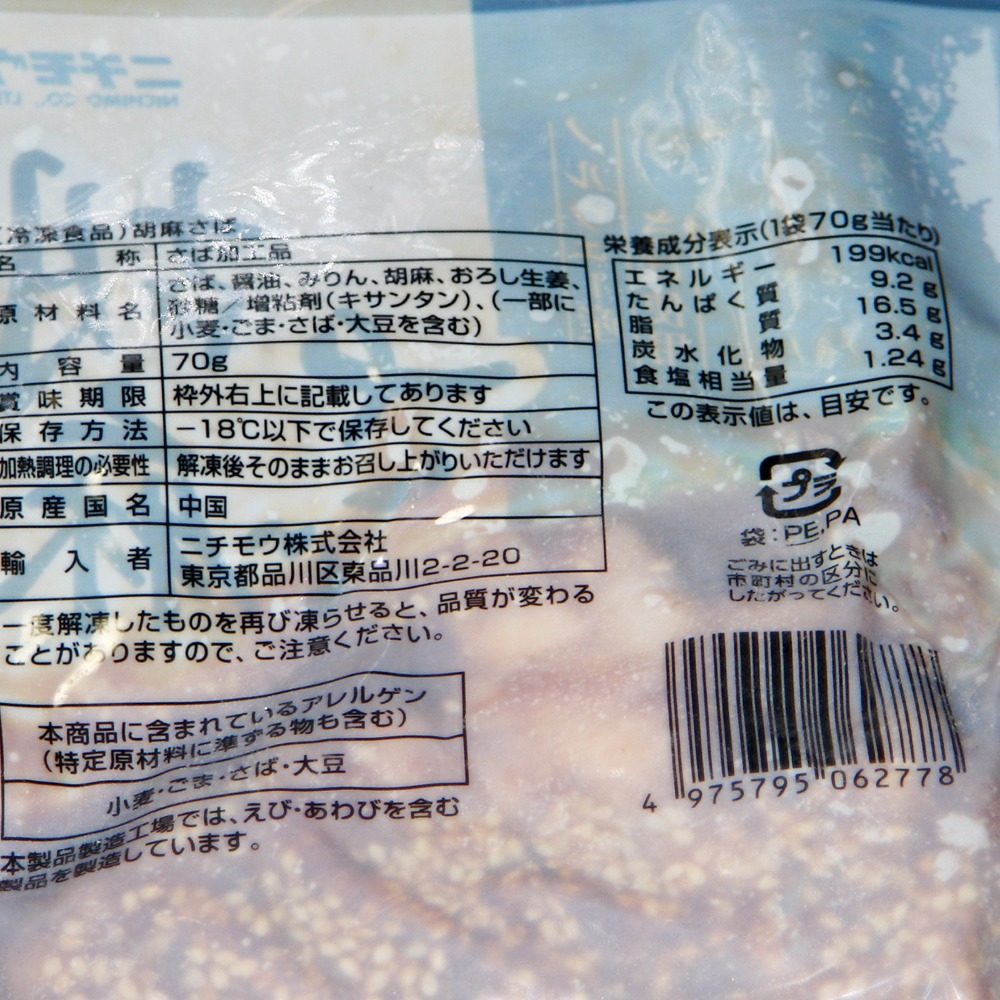 ニチモウ
NICHIMO CO., LT
(冷凍食品)胡麻さば
名称 さば加工品
原材料名 さば、醤油、みりん、胡麻、おろし生姜、
砂糖/増粘剤(キサンタン)、(一部に
小麦・ごま・さば・大豆を含む)
内容量 70g
賞味期限 枠外右上に記載してあります
保存方法 -18℃以下で保存してください
加熱調理の必要性 解凍後そのままお召し上がりいただけます
原産国名 中国
輸入者 ニチモウ株式会社
東京都品川区東品川2-2-20
一度解凍したものを再び凍らせると、品質が変わる
ことがありますので、ご注意ください。
本商品に含まれているアレルゲン
(特定原材料に準ずる物も含む)
小麦・ごま・さば・大豆
本製品製造工場では、えび・あわびを含む
製品を製造しています。
栄養成分表示(1袋70g当たり)
エネルギー 199kcal
たんぱく質 9.2g
脂質 16.5g
炭水化物 3.4g
食塩相当量 1.24g
この表示値は、目安です。
プラ
袋:PE,PA
ごみに出すときは
市町村の区分に
したがってください。
4 975795 062778